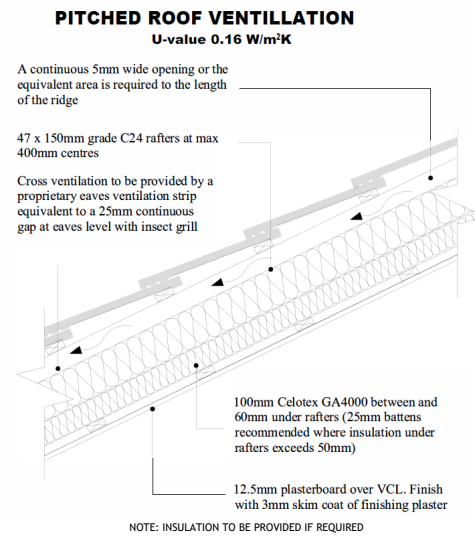 PITCHED ROOF VENTILLATION
U-value 0.16 W/m²K
A continuous 5mm wide opening or the
equivalent area is required to the length
of the ridge
47 x 150mm grade C24 rafters at max
400mm centres
Cross ventilation to be provided by a
proprietary eaves ventilation strip
equivalent to a 25mm continuous
gap at eaves level with insect grill
100mm Celotex GA4000 between and
60mm under rafters (25mm battens
recommended where insulation under
rafters exceeds 50mm)
12.5mm plasterboard over VCL. Finish
with 3mm skim coat of finishing plaster
NOTE: INSULATION TO BE PROVIDED IF REQUIRED